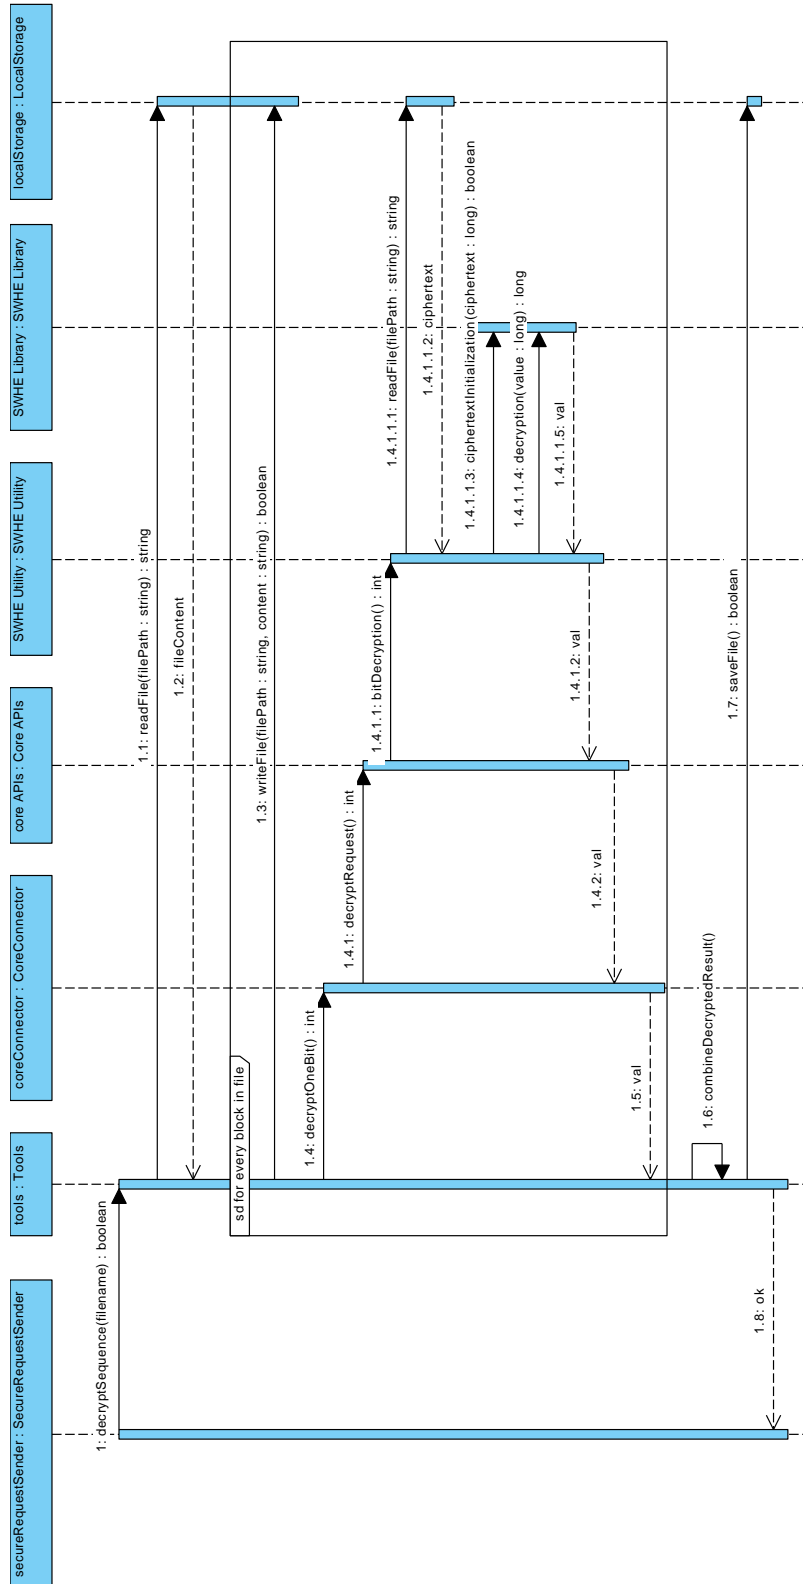 secureRequestSender : SecureRequestSender
tools : Tools
coreConnector : CoreConnector
core APIs : Core APIs
SWHE Utility : SWHE Utility
SWHE Library : SWHE Library
localStorage : LocalStorage
1: decryptSequence(filename) : boolean
1.1: readFile(filePath : string) : string
1.2: fileContent
sd for every block in file
1.3: writeFile(filePath : string, content : string) : boolean
1.4: decryptOneBit() : int
1.4.1: decryptRequest() : int
1.4.1.1: bitDecryption() : int
1.4.1.1.1: readFile(filePath : string) : string
1.4.1.1.2: ciphertext
1.4.1.1.3: ciphertextInitialization(ciphertext : long) : boolean
1.4.1.1.4: decryption(value : long) : long
1.4.1.1.5: val
1.4.1.2: val
1.4.2: val
1.5: val
1.6: combineDecryptedResult()
1.7: saveFile() : boolean
1.8: ok